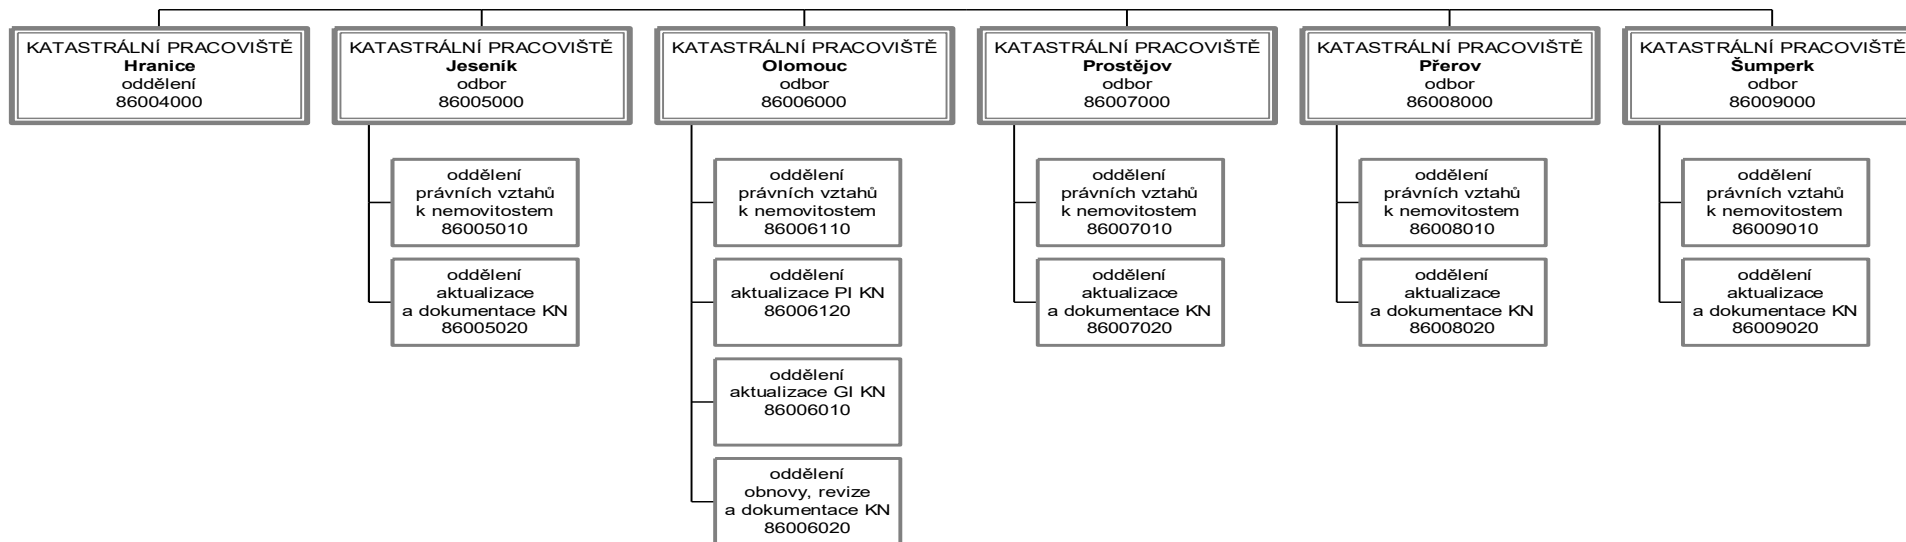 KATASTRÁLNÍ PRACOVIŠTĚ
Hranice
oddělení
86004000
KATASTRÁLNÍ PRACOVIŠTĚ
Jeseník
odbor
86005000
oddělení
právních vztahů
k nemovitostem
86005010
oddělení
aktualizace
a dokumentace KN
86005020
KATASTRÁLNÍ PRACOVIŠTĚ
Olomouc
odbor
86006000
oddělení
právních vztahů
k nemovitostem
86006110
oddělení
aktualizace PI KN
86006120
oddělení
aktualizace GI KN
86006010
oddělení
obnovy, revize
a dokumentace KN
86006020
KATASTRÁLNÍ PRACOVIŠTĚ
Prostějov
odbor
86007000
oddělení
právních vztahů
k nemovitostem
86007010
oddělení
aktualizace
a dokumentace KN
86007020
KATASTRÁLNÍ PRACOVIŠTĚ
Přerov
odbor
86008000
oddělení
právních vztahů
k nemovitostem
86008010
oddělení
aktualizace
a dokumentace KN
86008020
KATASTRÁLNÍ PRACOVIŠTĚ
Šumperk
odbor
86009000
oddělení
právních vztahů
k nemovitostem
86009010
oddělení
aktualizace
a dokumentace KN
86009020